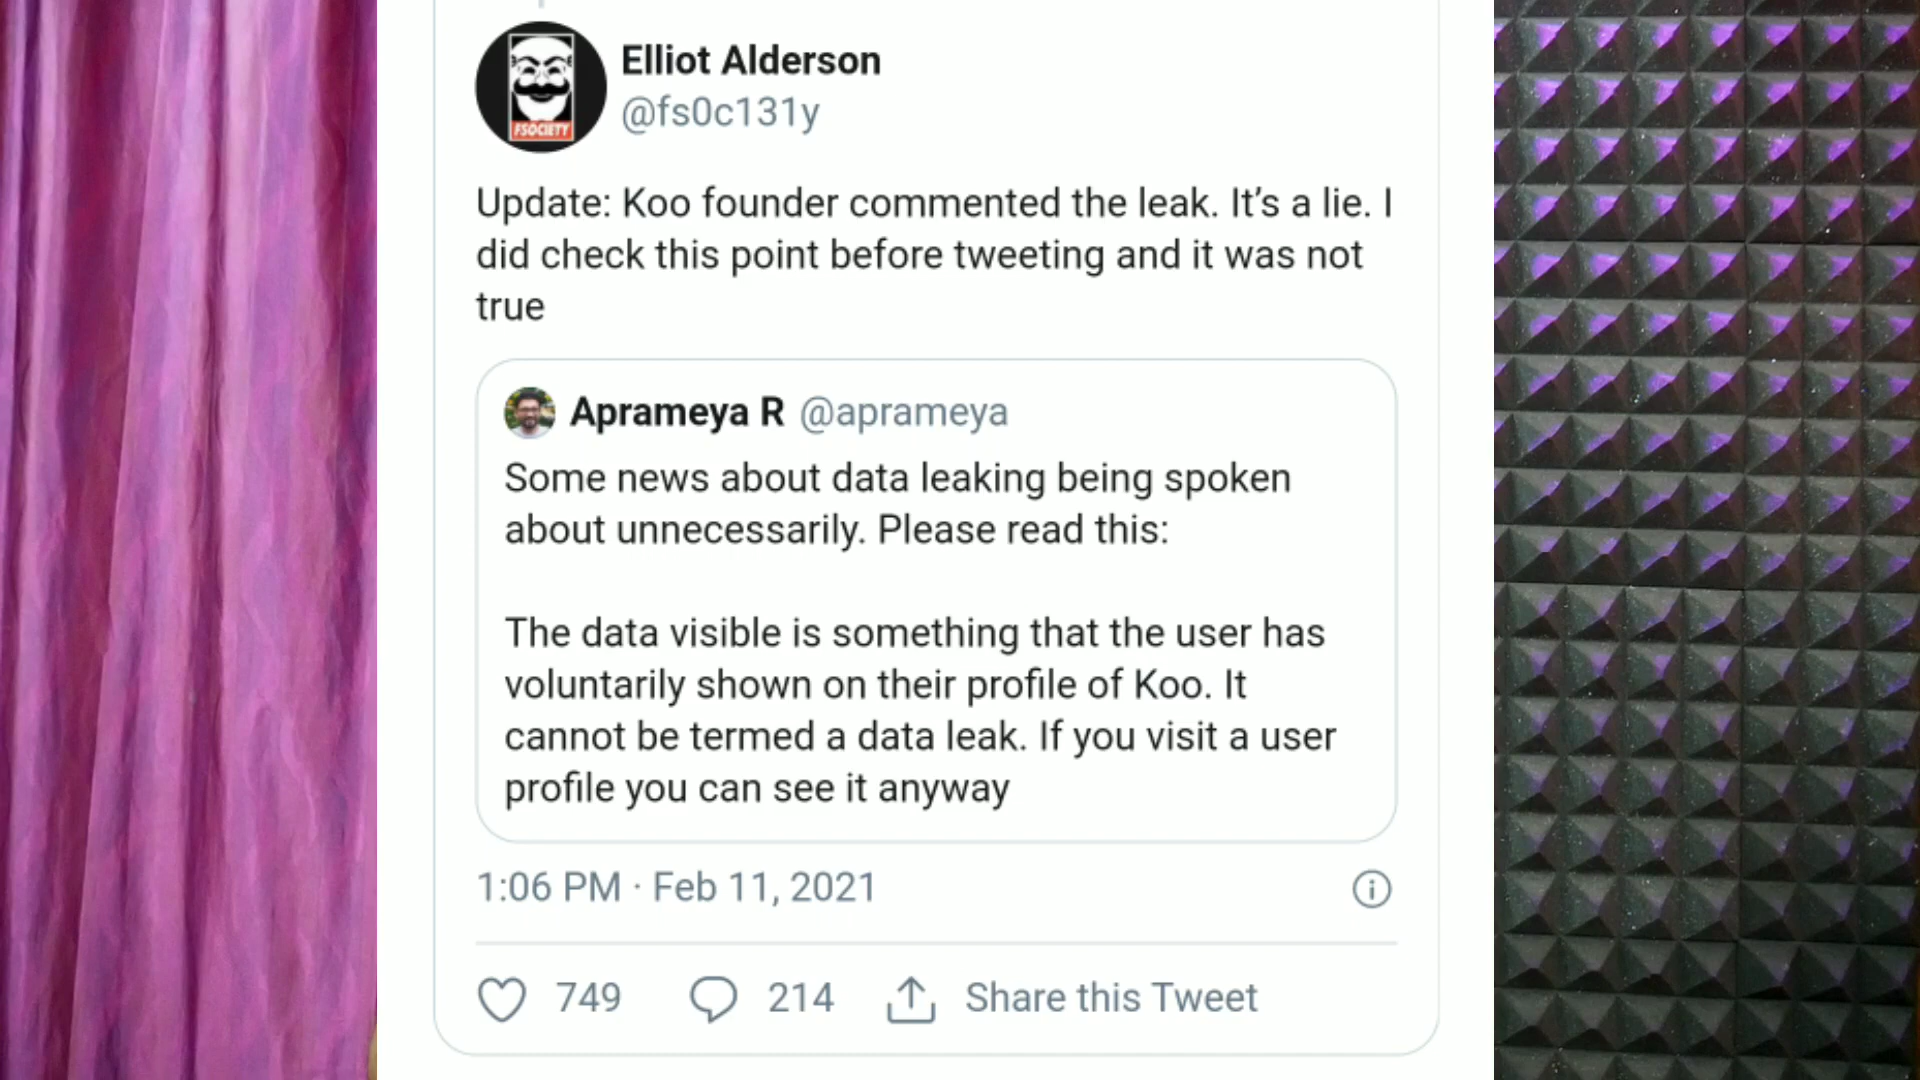 Elliot Alderson
@fs0c131y
FSOCIETY
Update: Koo founder commented the leak. It’s a lie. I
did check this point before tweeting and it was not
true
Aprameya R @aprameya
Some news about data leaking being spoken
about unnecessarily. Please read this:
The data visible is something that the user has
voluntarily shown on their profile of Koo. It
cannot be termed a data leak. If you visit a user
profile you can see it anyway
1:06 PM · Feb 11, 2021
749 214 Share this Tweet